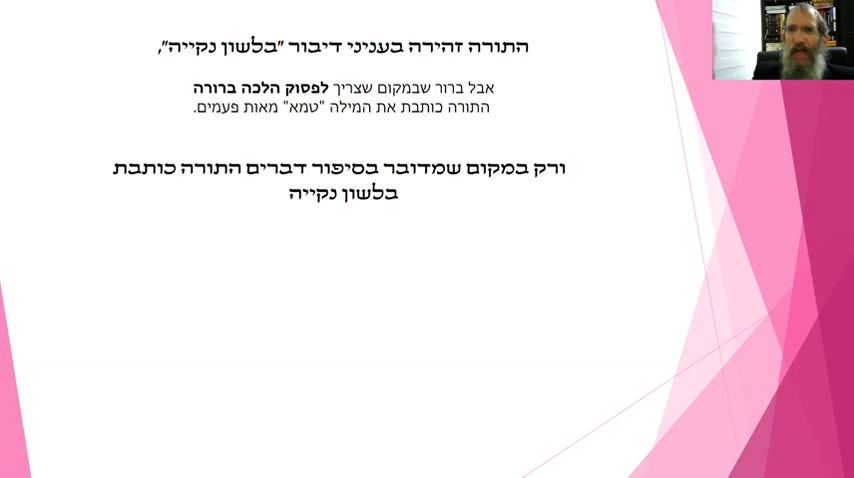 התורה זהירה בעניני דיבור "בלשון נקייה",
אבל ברור שבמקום שצריך לפסוק הלכה ברורה
התורה כותבת את המילה "טמא" מאות פעמים.
ורק במקום שמדובר בסיפור דברים התורה כותבת
בלשון נקייה